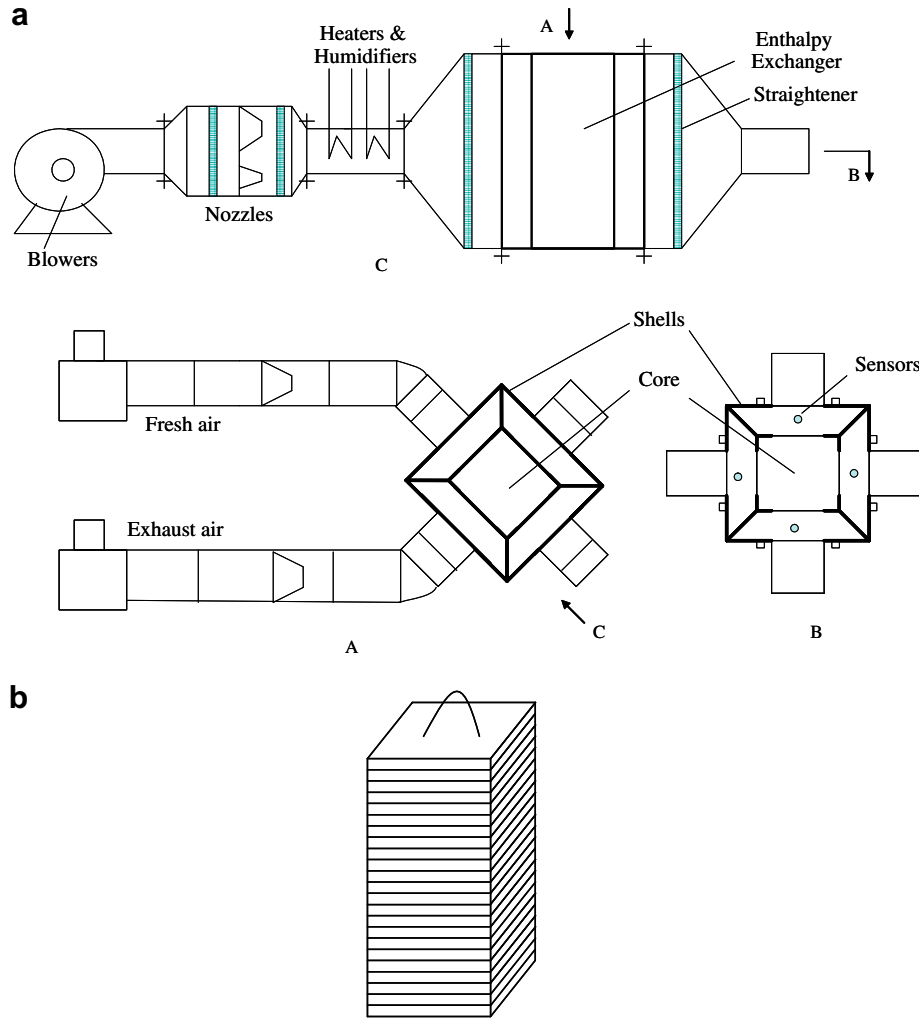 a
A
Heaters &
Humidifiers
Enthalpy
Exchanger
Straightener
B
Nozzles
Blowers
C
Shells
Core
Sensors
Fresh air
Exhaust air
C
A
B
b